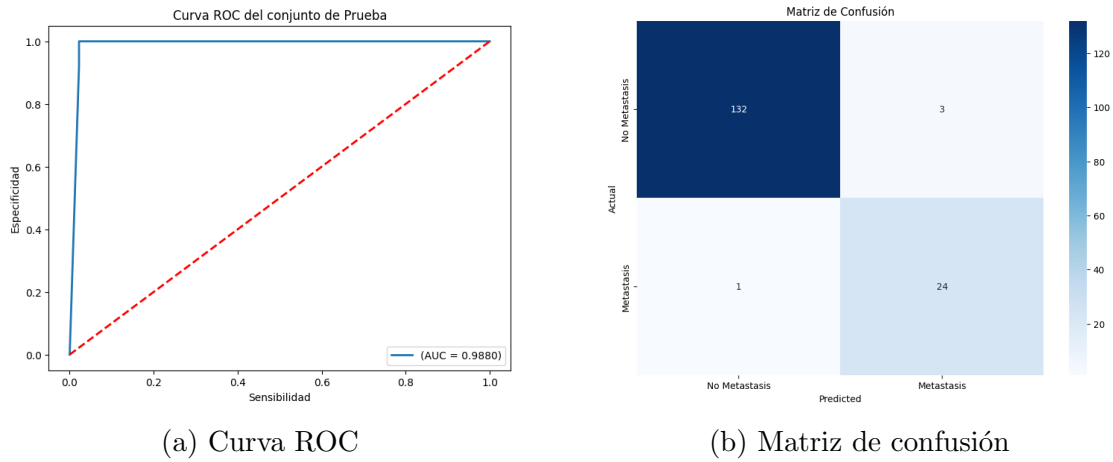 Curva ROC del conjunto de Prueba
1.0
0.8
0.6
0.4
0.2
0.0
Especificidad
(AUC = 0.9880)
0.0 0.2 0.4 0.6 0.8 1.0
Sensibilidad
(a) Curva ROC
Matriz de Confusión
No Metastasis
Metastasis
Actual
132 3
1 24
No Metastasis Metastasis
Predicted
120
100
80
60
40
20
(b) Matriz de confusión